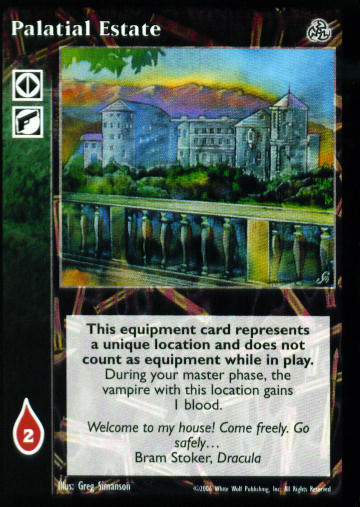 Palatial Estate
This equipment card represents
a unique location and does not
count as equipment while in play.
During your master phase, the
vampire with this location gains
1 blood.
Welcome to my house! Come freely. Go
safely…
Bram Stoker, Dracula
2
Illus: Greg Simanson
©2006 White Wolf Publishing, Inc. All Rights Reserved